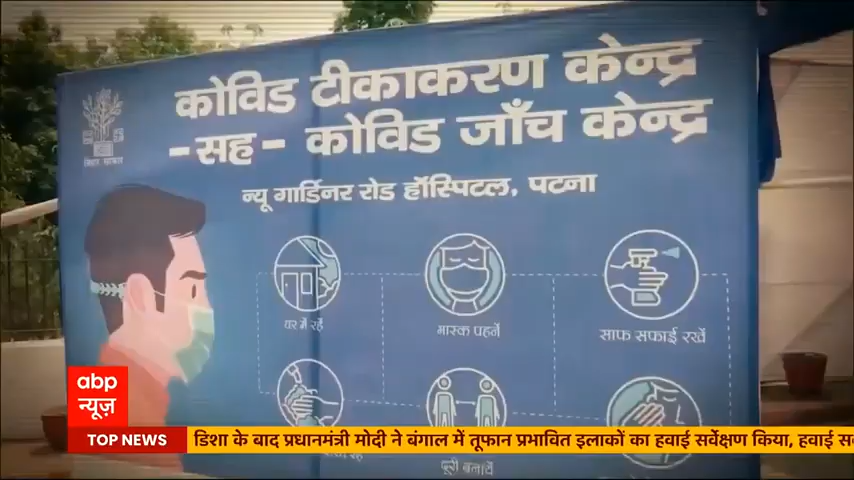 कोविड टीकाकरण केन्द्र
-सह- कोविड जाँच केन्द्र
बिहार सरकार
न्यू गार्डिनर रोड हॉस्पिटल, पटना
घर में रहें
मास्क पहनें
साफ सफाई रखें
abp
न्यूज़
TOP NEWS
डिशा के बाद प्रधानमंत्री मोदी ने बंगाल में तूफान प्रभावित इलाकों का हवाई सर्वेक्षण किया, हवाई
पूरी बनायें